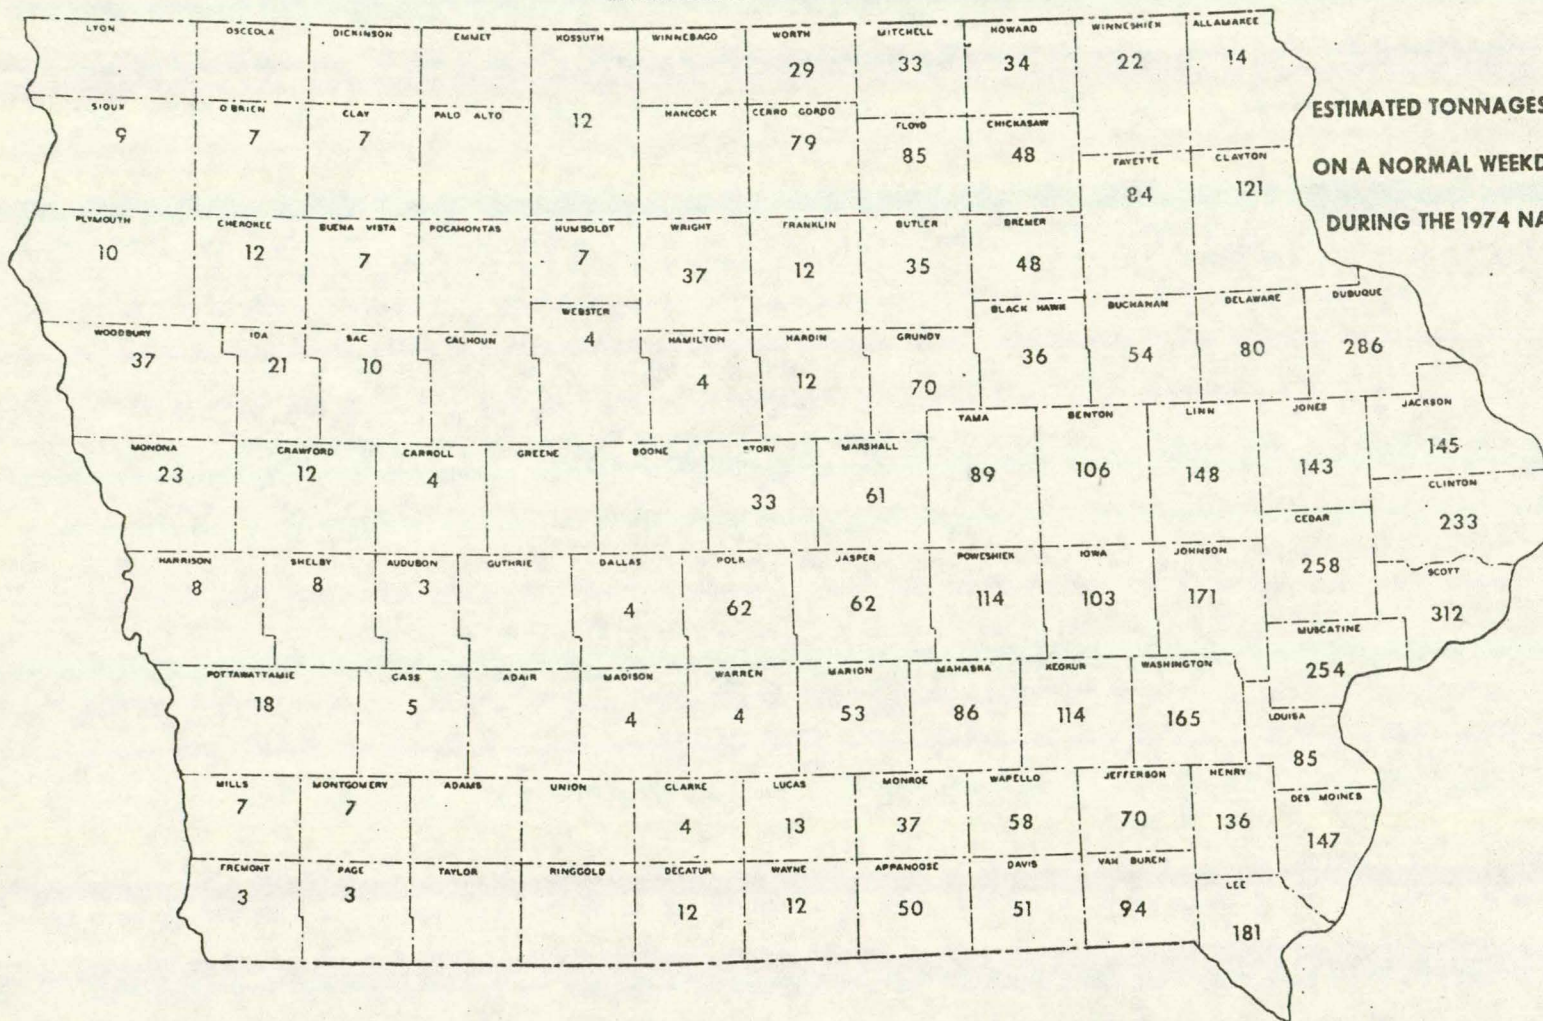 LYON OSCEOLA DICKINSON EMMET KOSSUTH WINNEBAGO WORTH MITCHELL HOWARD WINNESHIEK ALLAMAKEE
29 33 34 22 14
ESTIMATED TONNAGES
SIOUX O BRIEN CLAY PALO ALTO 12 HANCOCK CERRO GORDO FLOYD CHICKASAW
9 7 7 79 85 48
FAYETTE CLAYTON
84 121
ON A NORMAL WEEKD
DURING THE 1974 NA
PLYMOUTH CHEROKEE BUENA VISTA POCAHONTAS HUMBOLDT WRIGHT FRANKLIN BUTLER BREMER
10 12 7 7 37 12 35 48
WEBSTER BLACK HAWK BUCHANAN DELAWARE DUBUQUE
4 36 54 80 286
WOODBURY IDA SAC CALHOUN HAMILTON HARDIN GRUNDY
37 21 10 4 12 70
TAMA BENTON LINN JONES JACKSON
89 106 148 143 145
MONONA CRAWFORD CARROLL GREENE BOONE STORY MARSHALL
23 12 4 33 61
CLINTON
233
CEDAR
258
HARRISON SHELBY AUDUBON GUTHRIE DALLAS POLK JASPER POWESHIEK IOWA JOHNSON
8 8 3 4 62 62 114 103 171
SCOTT
312
MUSCATINE
254
POTTAWATTAMIE CASS ADAIR MADISON WARREN MARION MAHASKA KEOKUK WASHINGTON
18 5 4 4 53 86 114 165
LOUISA
85
MILLS MONTGOMERY ADAMS UNION CLARKE LUCAS MONROE WAPELLO JEFFERSON HENRY
7 7 4 13 37 58 70 136
DES MOINES
147
FREMONT PAGE TAYLOR RINGGOLD DECATUR WAYNE APPANOOSE DAVIS VAN BUREN
3 3 12 12 50 51 94
LEE
181